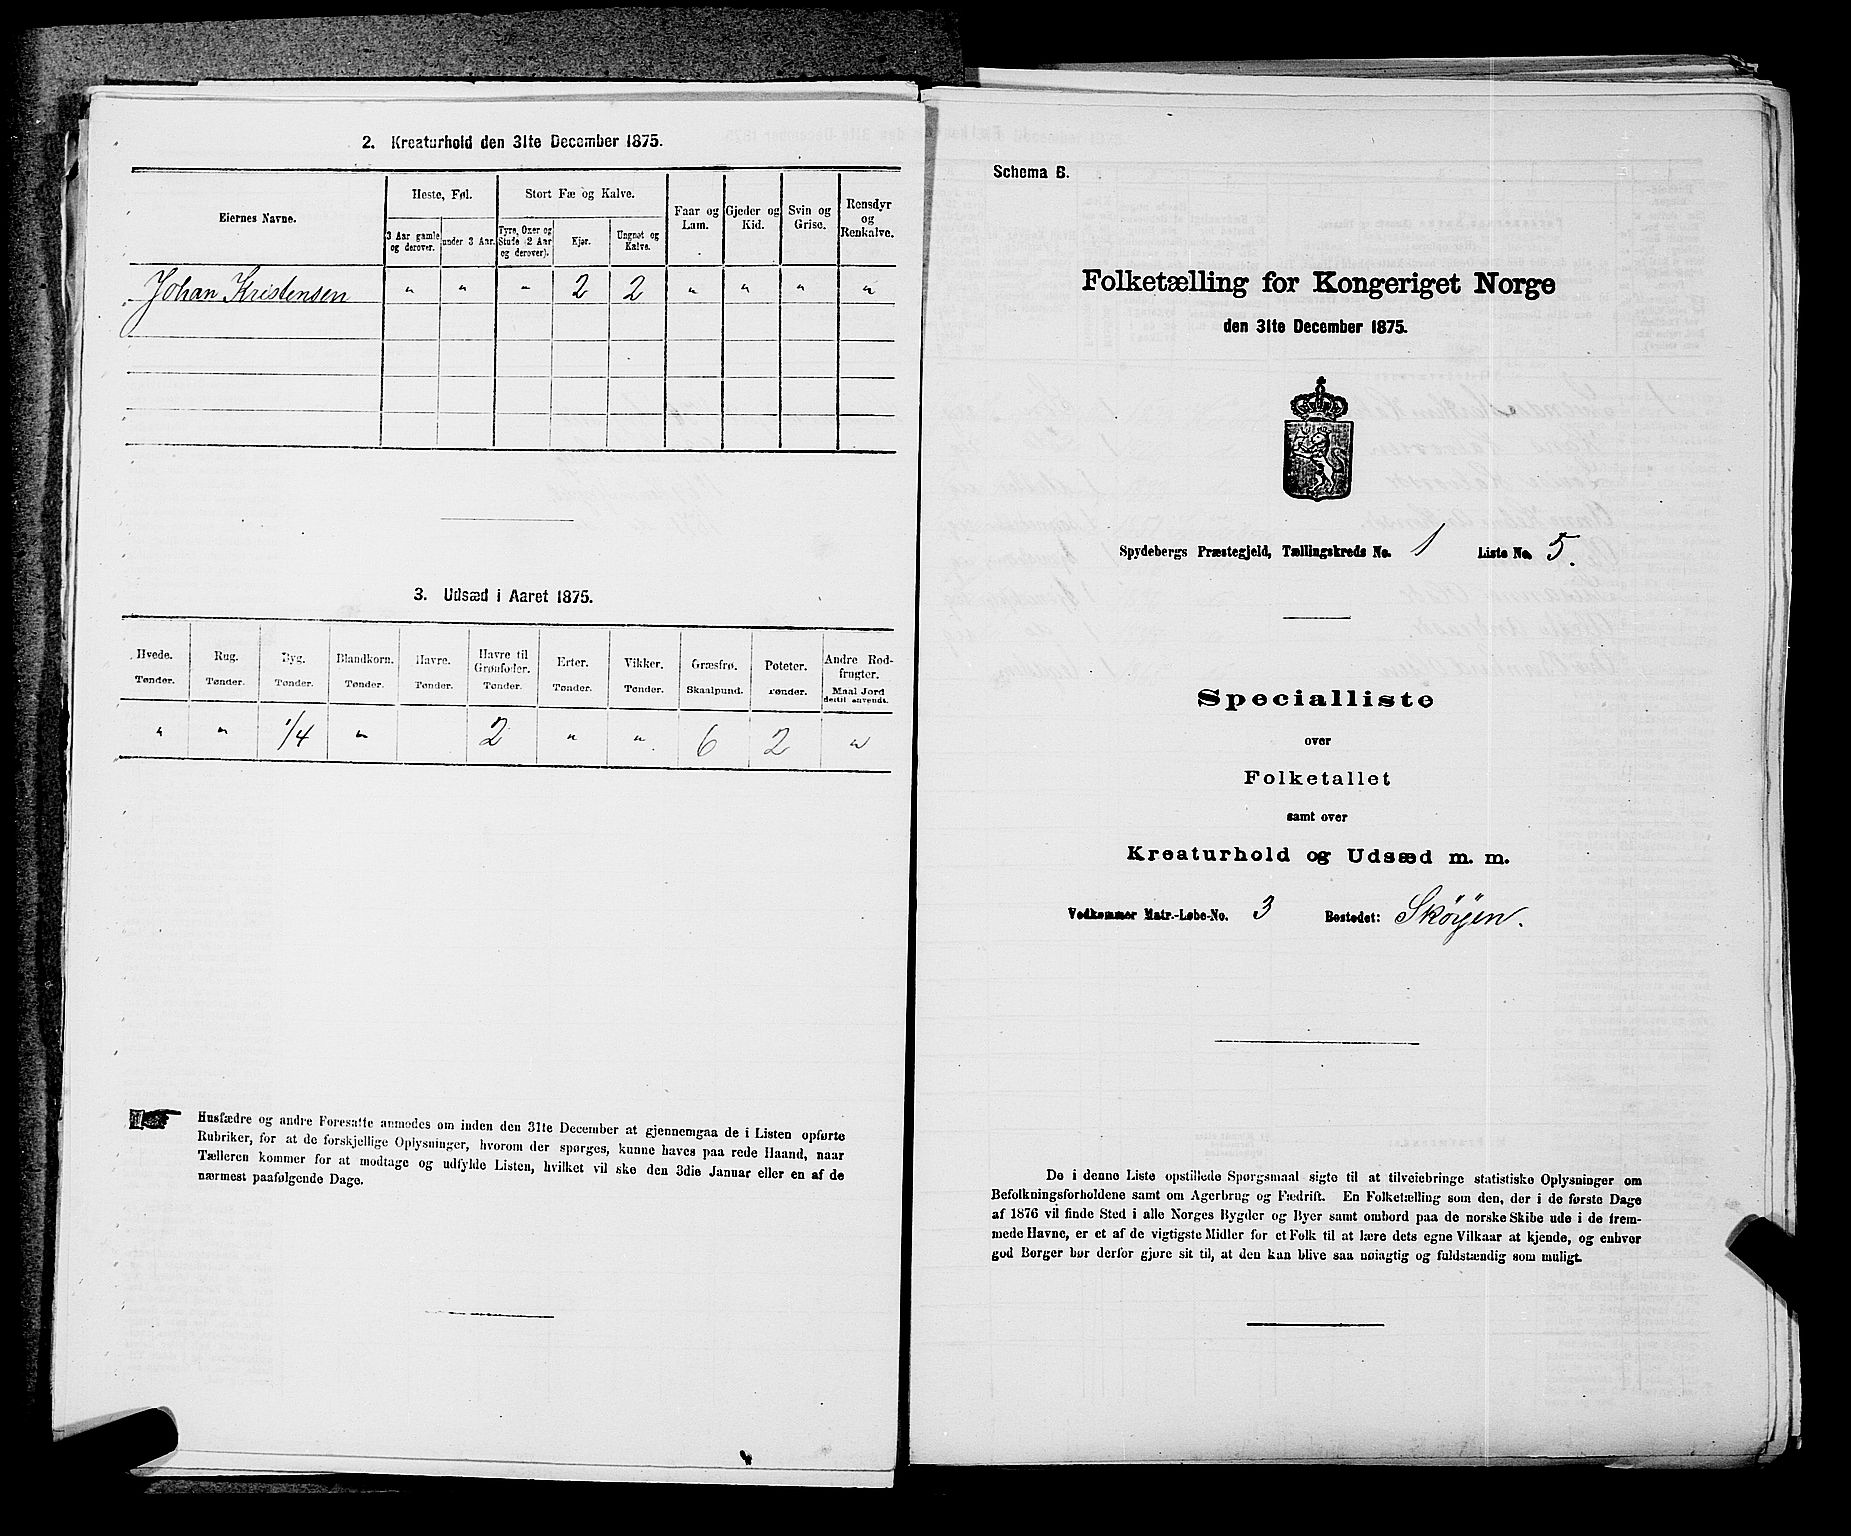 2. Kreaturhold den 31te December 1875.
Eiernes Navne.
Heste, Føl.
Stort Fæ og Kalve.
Faar og Lam.
Gjeder og Kid.
Svin og Grise.
Rensdyr og Renkalve.
3 Aar gamle og derover.
under 3 Aar.
Tyre, Oxer og Stude (2 Aar og derover).
Kjør.
Ungnøt og Kalve.
Johan Kristensen " " " 2 2 " " " "
3. Udsæd i Aaret 1875.
Hvede. Rug. Byg. Blandkorn. Havre. Havre til Grønfoder. Erter. Vikker. Græsfrø. Poteter. Andre Rodfrugter.
Tønder. Tønder. Tønder. Tønder. Tønder. Tønder. Tønder. Tønder. Skaalpund. Tønder. Maal Jord dertil anvendt.
" " 1/4 " 2 " " 6 2 "
Husfædre og andre Foresatte anmodes om inden den 31te December at gjennemgaa de i Listen opførte
Rubriker, for at de forskjellige Oplysninger, hvorom der spørges, kunne haves paa rede Haand, naar
Tælleren kommer for at modtage og udfylde Listen, hvilket vil ske den 3die Januar eller en af de
nærmest paafølgende Dage.
Schema B.
Folketælling for Kongeriget Norge
den 31te December 1875.
Spydebergs Præstegjeld, Tællingskreds No. 1 Liste No. 5.
Specialliste
over
Folketallet
samt over
Kreaturhold og Udsæd m. m.
Vedkommer Matr.-Løbe-No. 3 Bostedet: Sköyen.
De i denne Liste opstillede Spørgsmaal sigte til at tilveiebringe statistiske Oplysninger om
Befolkningsforholdene samt om Agerbrug og Fædrift. En Folketælling som den, der i de første Dage
af 1876 vil finde Sted i alle Norges Bygder og Byer samt ombord paa de norske Skibe ude i de frem-
mede Havne, er et af de vigtigste Midler for et Folk til at lære dets egne Vilkaar at kjende, og enhver
god Borger bør derfor gjøre sit til, at den kan blive saa nøiagtig og fuldstændig som muligt.